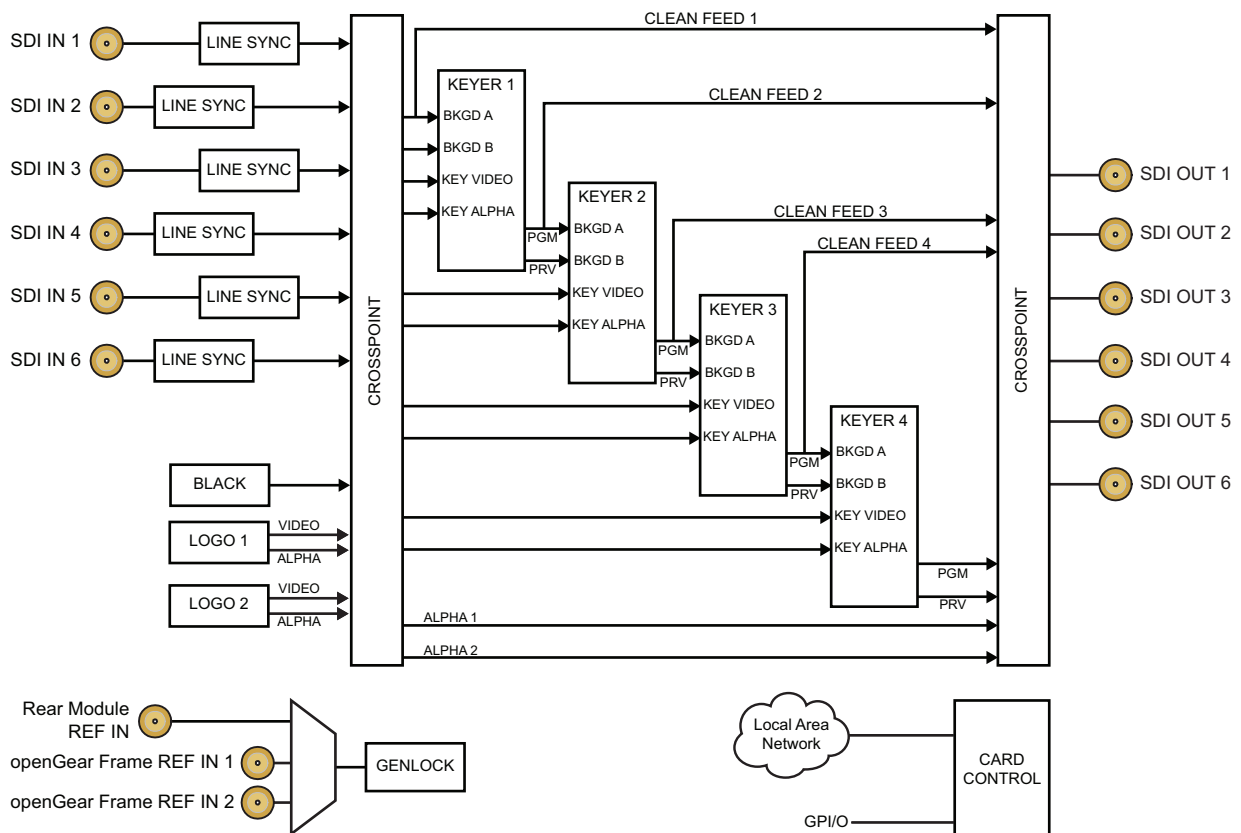 CLEAN FEED 1
SDI IN 1
LINE SYNC
KEYER 1
SDI IN 2
LINE SYNC
CLEAN FEED 2
BKGD A
BKGD B
SDI IN 3
LINE SYNC
KEY VIDEO
KEYER 2
SDI OUT 1
KEY ALPHA
CLEAN FEED 3
SDI IN 4
LINE SYNC
PGM
BKGD A
SDI OUT 2
CLEAN FEED 4
PRV
BKGD B
SDI IN 5
LINE SYNC
KEY VIDEO
KEYER 3
SDI OUT 3
KEY ALPHA
CROSSPOINT
CROSSPOINT
PGM
BKGD A
SDI IN 6
LINE SYNC
SDI OUT 4
PRV
BKGD B
KEY VIDEO
KEYER 4
SDI OUT 5
KEY ALPHA
PGM
BKGD A
BLACK
PRV
BKGD B
SDI OUT 6
KEY VIDEO
LOGO 1
VIDEO
ALPHA
KEY ALPHA
PGM
LOGO 2
VIDEO
ALPHA
PRV
ALPHA 1
ALPHA 2
Rear Module
REF IN
openGear Frame REF IN 1
openGear Frame REF IN 2
GENLOCK
Local Area
Network
CARD
CONTROL
GPI/O